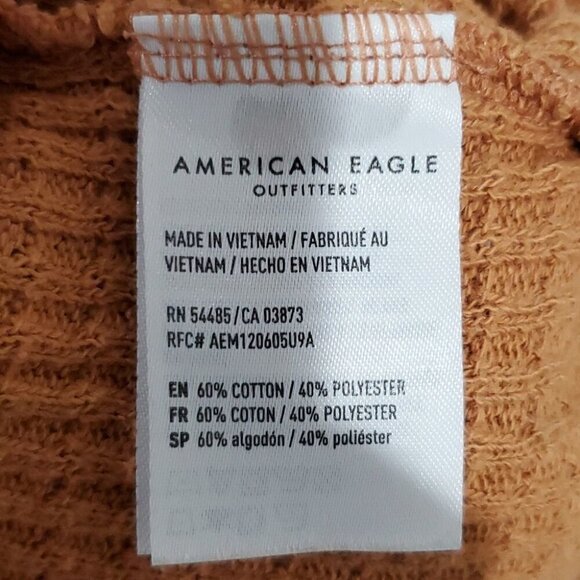 AMERICAN EAGLE
OUTFITTERS
MADE IN VIETNAM / FABRIQUÉ AU
VIETNAM / HECHO EN VIETNAM
RN 54485 / CA 03873
RFC# AEM120605U9A
EN 60% COTTON / 40% POLYESTER
FR 60% COTON / 40% POLYESTER
SP 60% algodón / 40% poliéster